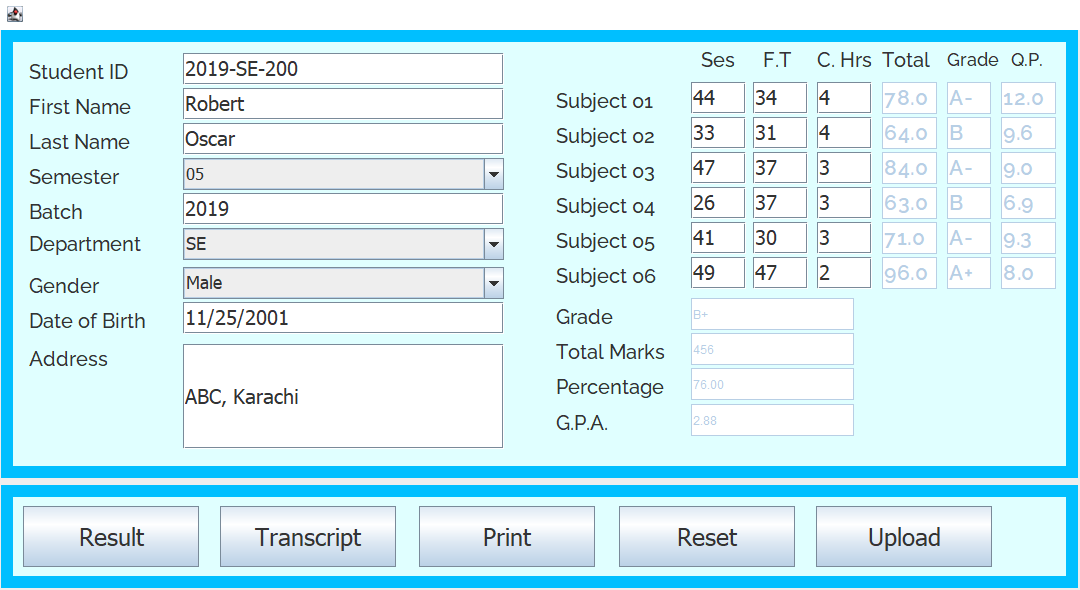 Student ID 2019-SE-200
First Name Robert
Last Name Oscar
Semester 05
Batch 2019
Department SE
Gender Male
Date of Birth 11/25/2001
Address ABC, Karachi
Ses F.T C. Hrs Total Grade Q.P.
Subject 01 44 34 4 78.0 A- 12.0
Subject 02 33 31 4 64.0 B 9.6
Subject 03 47 37 3 84.0 A- 9.0
Subject 04 26 37 3 63.0 B 6.9
Subject 05 41 30 3 71.0 A- 9.3
Subject 06 49 47 2 96.0 A+ 8.0
Grade B+
Total Marks 456
Percentage 76.00
G.P.A. 2.88
Result Transcript Print Reset Upload